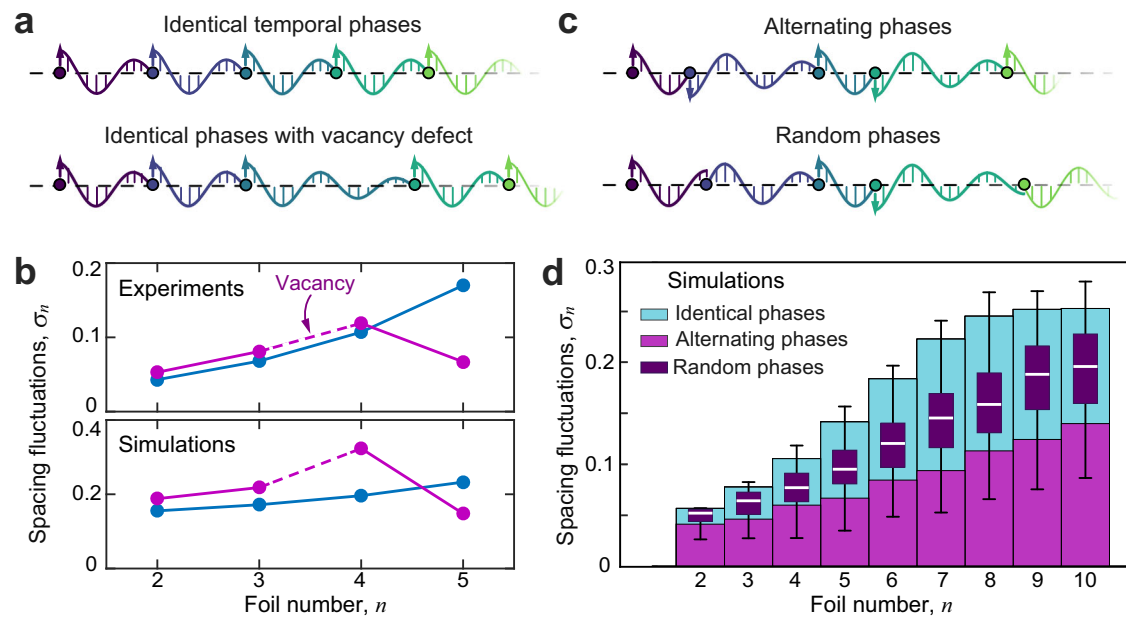 a
Identical temporal phases
Identical phases with vacancy defect
b
0.2
Experiments
Vacancy
0.1
0
0.4
Simulations
0.2
0
Spacing fluctuations, σn
2 3 4 5
Foil number, n
c
Alternating phases
Random phases
d
0.3
Simulations
Identical phases
Alternating phases
Random phases
0.2
0.1
0
Spacing fluctuations, σn
2 3 4 5 6 7 8 9 10
Foil number, n